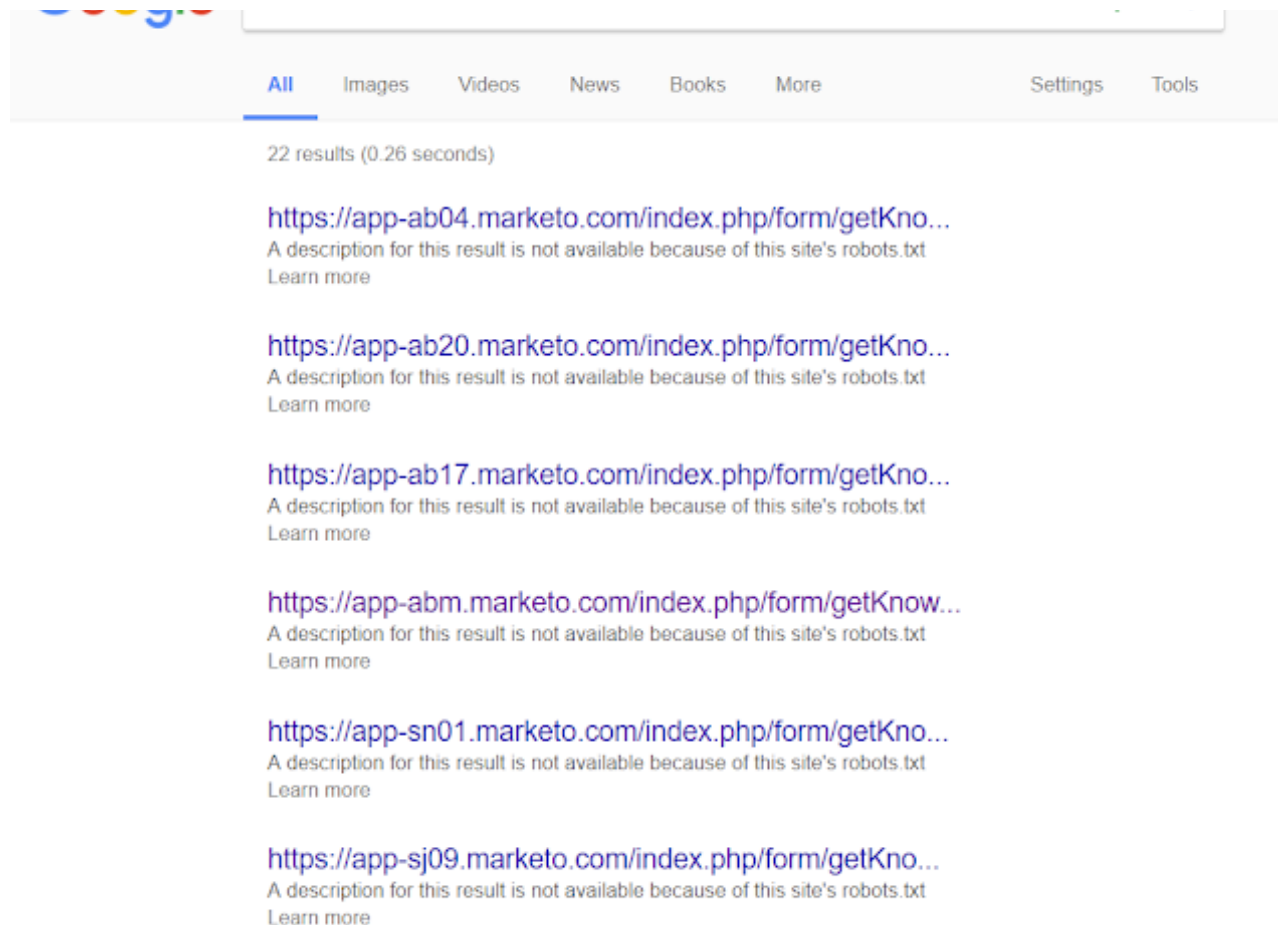 Google
All Images Videos News Books More Settings Tools
22 results (0.26 seconds)
https://app-ab04.marketo.com/index.php/form/getKno...
A description for this result is not available because of this site's robots.txt
Learn more
https://app-ab20.marketo.com/index.php/form/getKno...
A description for this result is not available because of this site's robots.txt
Learn more
https://app-ab17.marketo.com/index.php/form/getKno...
A description for this result is not available because of this site's robots.txt
Learn more
https://app-abm.marketo.com/index.php/form/getKnow...
A description for this result is not available because of this site's robots.txt
Learn more
https://app-sn01.marketo.com/index.php/form/getKno...
A description for this result is not available because of this site's robots.txt
Learn more
https://app-sj09.marketo.com/index.php/form/getKno...
A description for this result is not available because of this site's robots.txt
Learn more